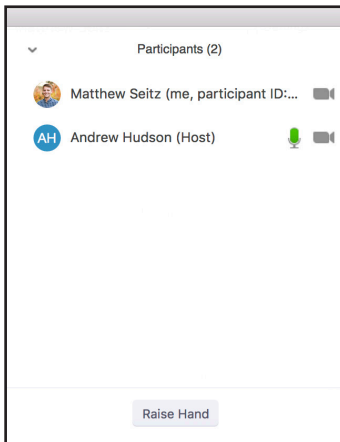 Participants (2)
Matthew Seitz (me, participant ID:...
AH Andrew Hudson (Host)
Raise Hand